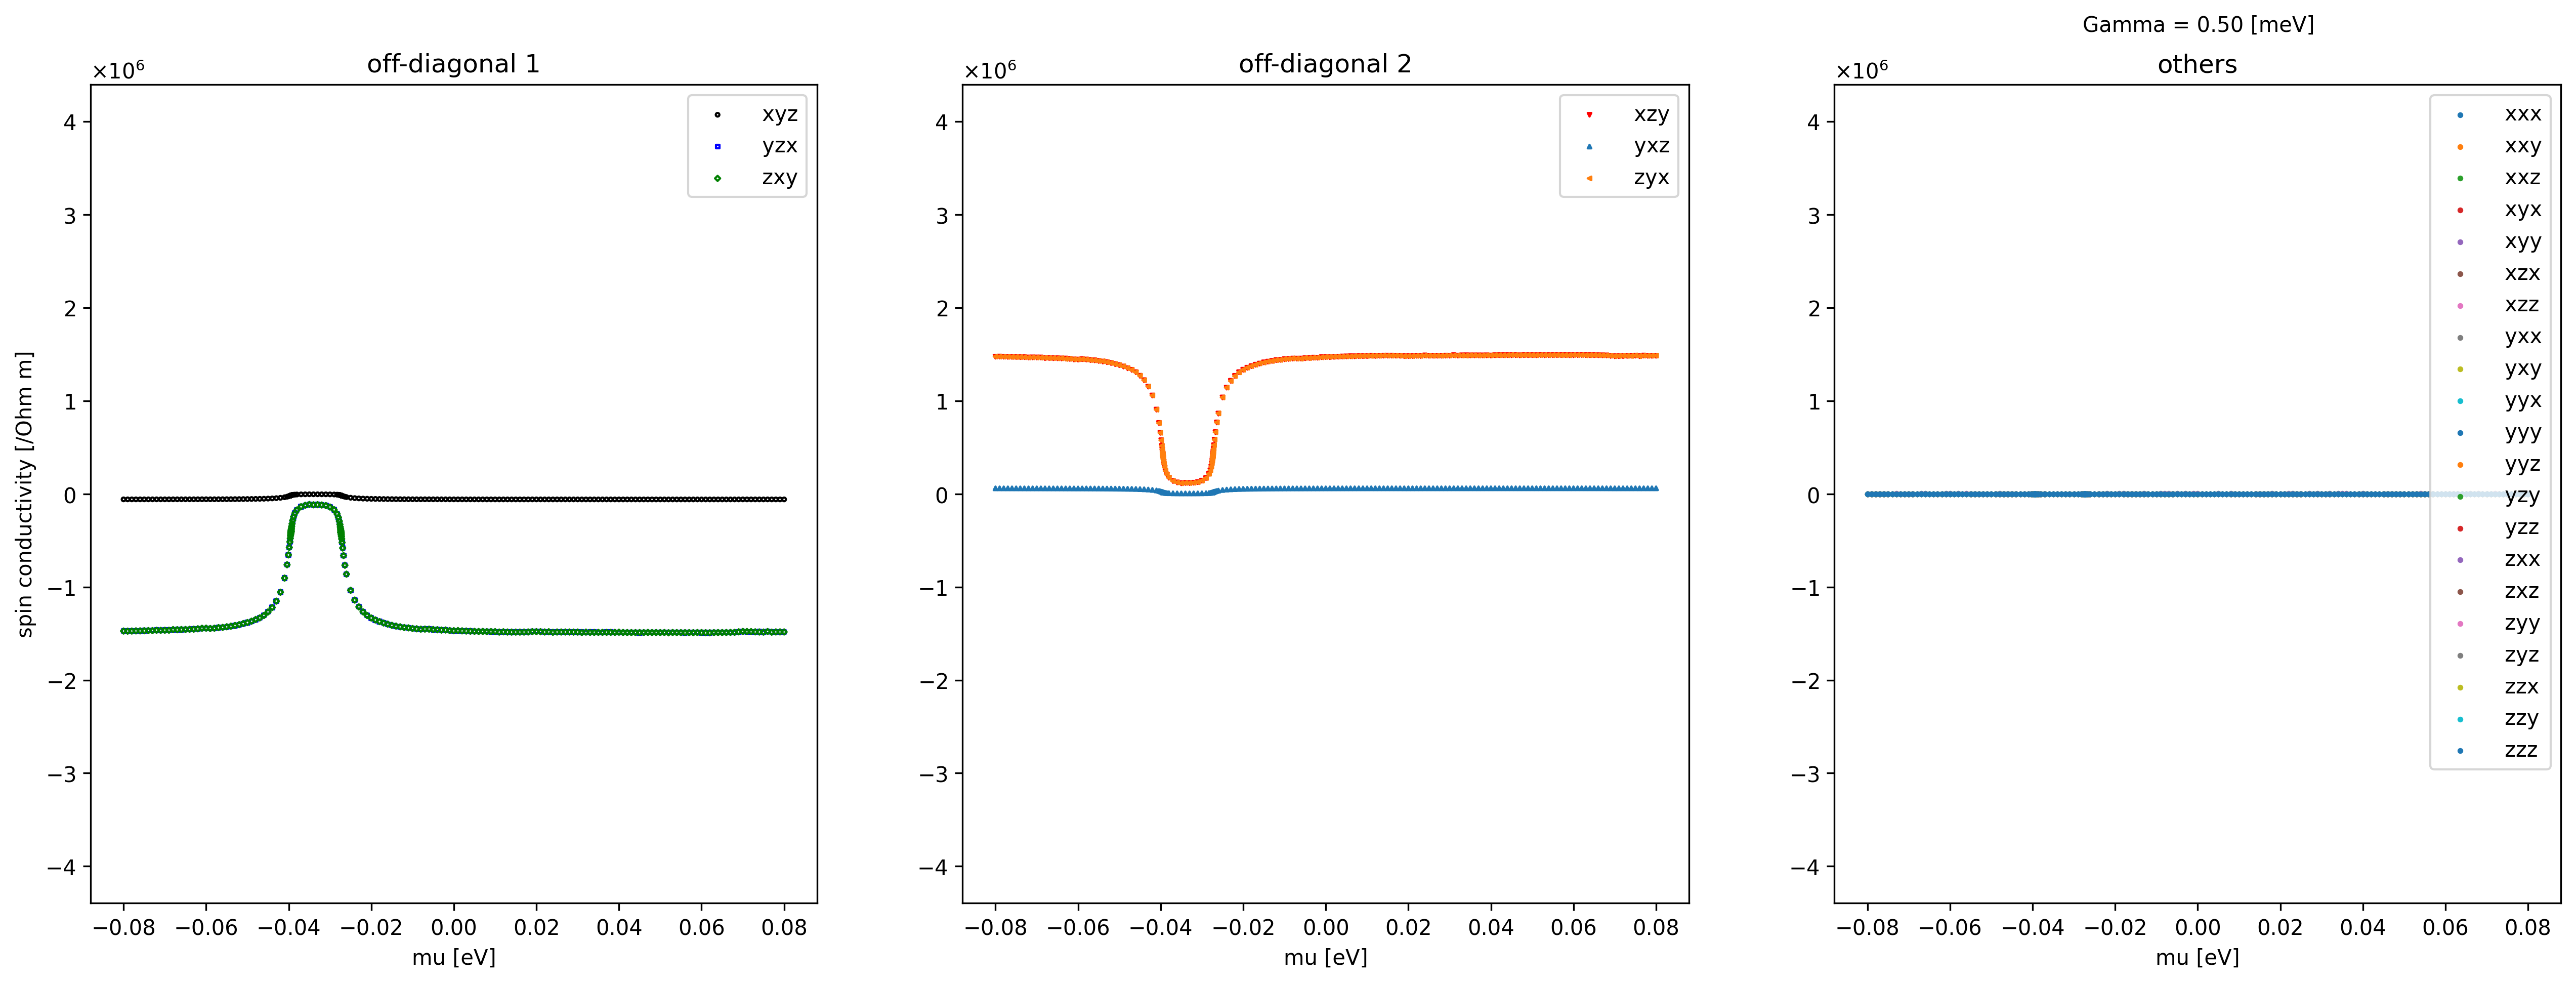 Gamma = 0.50 [meV]
off-diagonal 1
off-diagonal 2
others
×10⁶
×10⁶
×10⁶
spin conductivity [/Ohm m]
4
3
2
1
0
−1
−2
−3
−4
−0.08 −0.06 −0.04 −0.02 0.00 0.02 0.04 0.06 0.08
mu [eV]
xyz
yzx
zxy
4
3
2
1
0
−1
−2
−3
−4
−0.08 −0.06 −0.04 −0.02 0.00 0.02 0.04 0.06 0.08
mu [eV]
xzy
yxz
zyx
4
3
2
1
0
−1
−2
−3
−4
−0.08 −0.06 −0.04 −0.02 0.00 0.02 0.04 0.06 0.08
mu [eV]
xxx
xxy
xxz
xyx
xyy
xzx
xzz
yxx
yxy
yyx
yyy
yyz
yzy
yzz
zxx
zxz
zyy
zyz
zzx
zzy
zzz